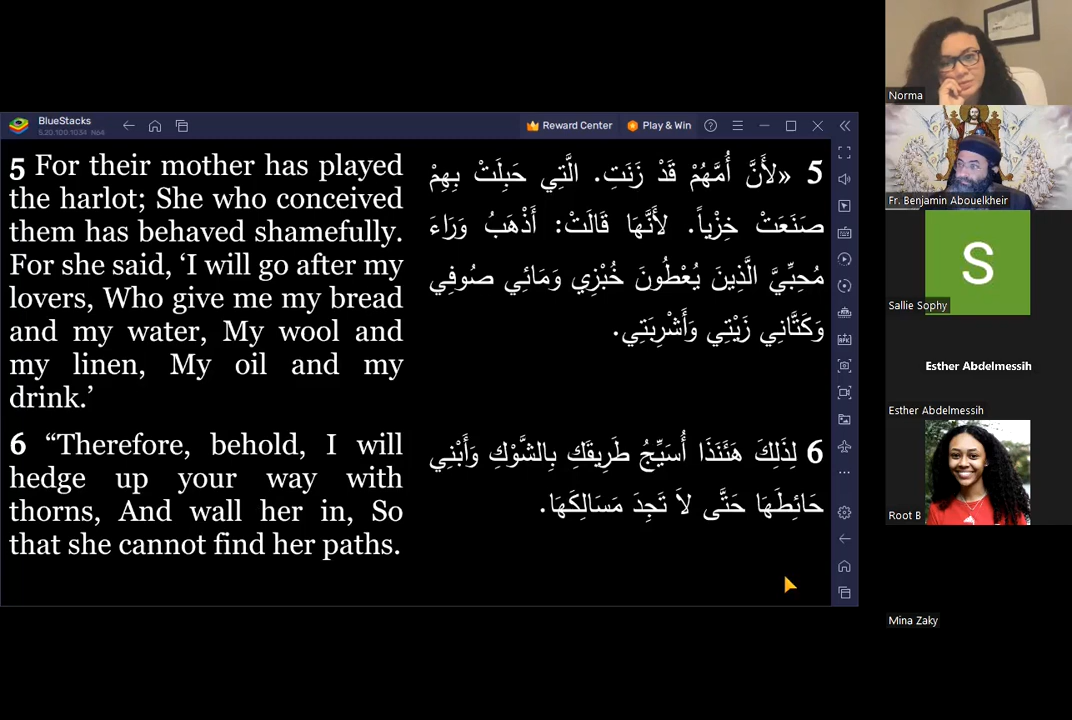 BlueStacks
5.20.100.1034 N64
Reward Center
Play & Win
5 For their mother has played
the harlot; She who conceived
them has behaved shamefully.
For she said, ‘I will go after my
lovers, Who give me my bread
and my water, My wool and
my linen, My oil and my
drink.’
6 “Therefore, behold, I will
hedge up your way with
thorns, And wall her in, So
that she cannot find her paths.
5 «لأَنَّ أُمَّهُمْ قَدْ زَنَتِ. الَّتِي حَبِلَتْ بِهِمْ
صَنَعَتْ خِزْياً. لأَنَّهَا قَالَتْ: أَذْهَبُ وَرَاءَ
مُحِبِّيَّ الَّذِينَ يُعْطُونَ خُبْزِي وَمَائِي صُوفِي
وَكَتَّانِي زَيْتِي وَأَشْرِبَتِي.
6 لِذَلِكَ هَئَنَذَا أُسَيِّجُ طَرِيقَكِ بِالشَّوْكِ وَأَبْنِي
حَائِطَهَا حَتَّى لاَ تَجِدَ مَسَالِكَهَا.
Norma
Fr. Benjamin Abouelkheir
S
Sallie Sophy
Esther Abdelmessih
Esther Abdelmessih
Root B
Mina Zaky